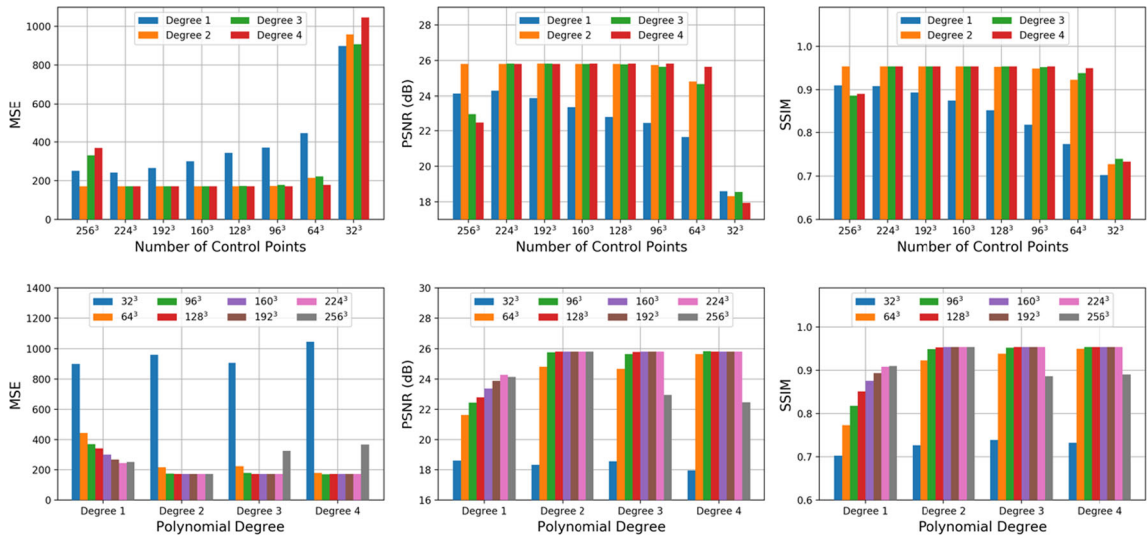 MSE
1000
800
600
400
200
0
Degree 1
Degree 3
Degree 2
Degree 4
256³
224³
192³
160³
128³
96³
64³
32³
Number of Control Points
PSNR (dB)
28
26
24
22
20
18
Degree 1
Degree 3
Degree 2
Degree 4
256³
224³
192³
160³
128³
96³
64³
32³
Number of Control Points
SSIM
1.0
0.9
0.8
0.7
0.6
Degree 1
Degree 3
Degree 2
Degree 4
256³
224³
192³
160³
128³
96³
64³
32³
Number of Control Points
MSE
1400
1200
1000
800
600
400
200
0
32³
96³
160³
224³
64³
128³
192³
256³
Degree 1
Degree 2
Degree 3
Degree 4
Polynomial Degree
PSNR (dB)
30
28
26
24
22
20
18
16
32³
96³
160³
224³
64³
128³
192³
256³
Degree 1
Degree 2
Degree 3
Degree 4
Polynomial Degree
SSIM
1.0
0.9
0.8
0.7
0.6
32³
96³
160³
224³
64³
128³
192³
256³
Degree 1
Degree 2
Degree 3
Degree 4
Polynomial Degree